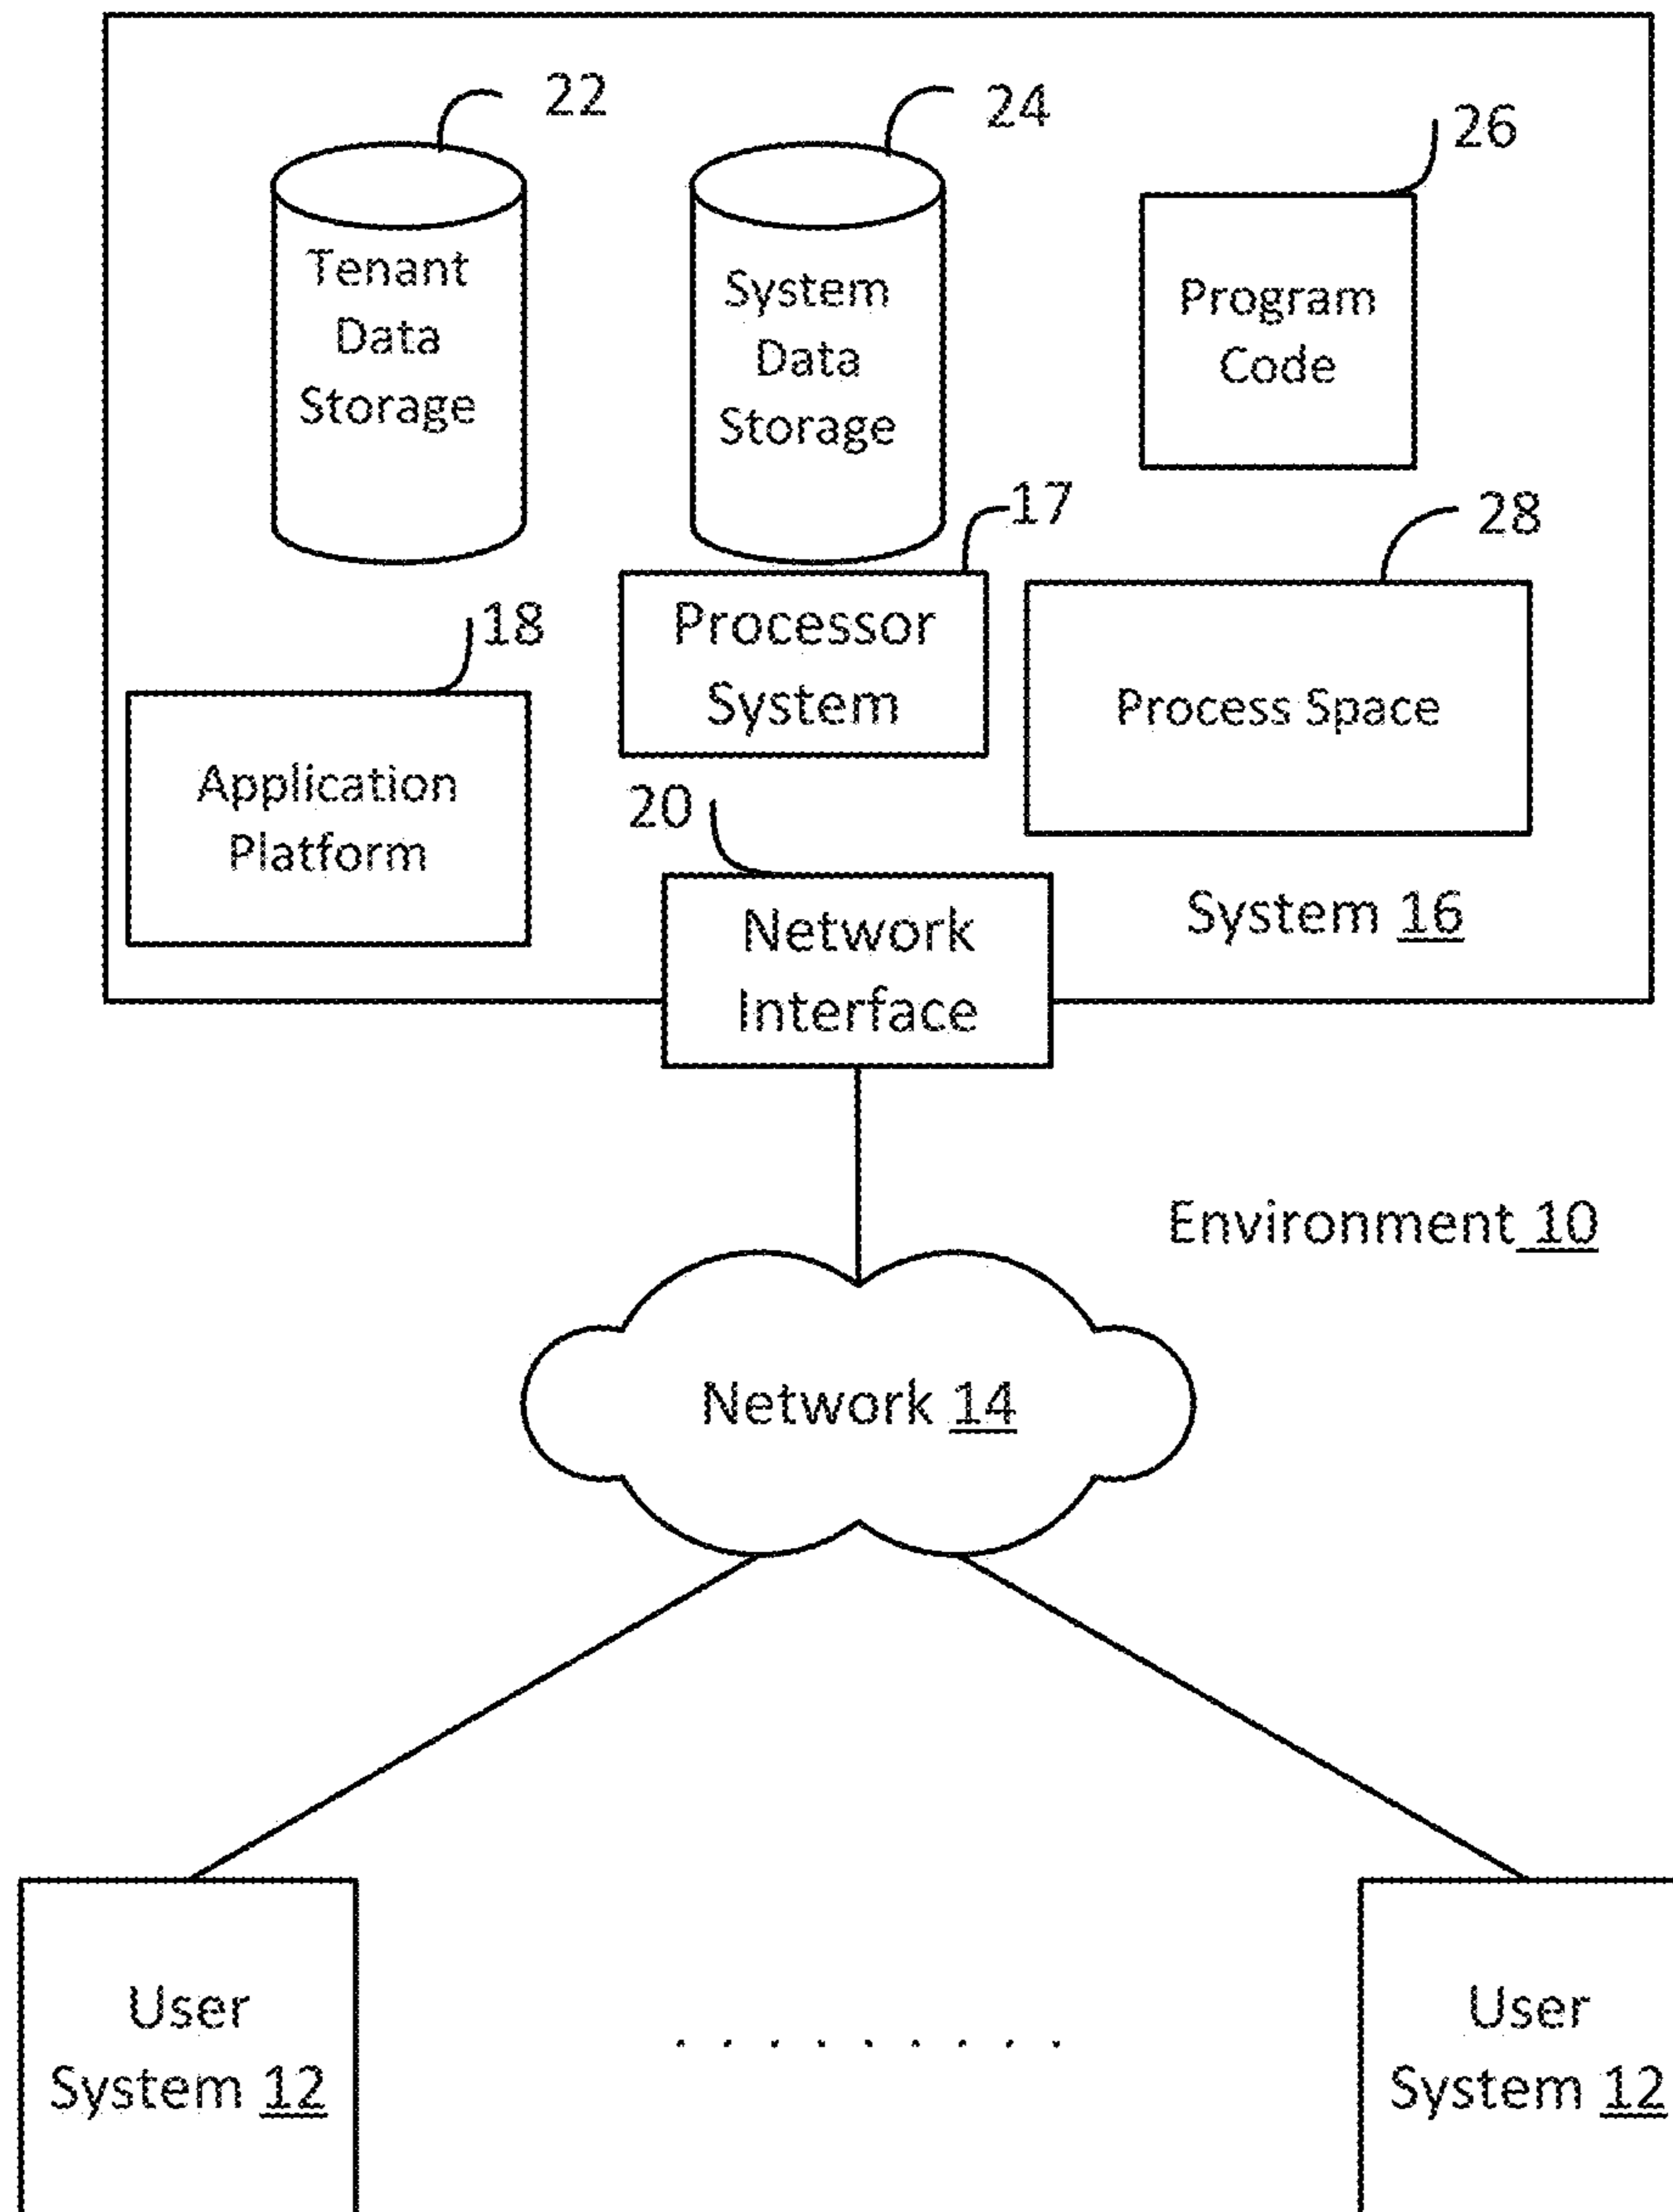 22
24
26
Tenant
Data
Storage
System
Data
Storage
Program
Code
17
28
18
Processor
System
Process Space
Application
Platform
20
Network
Interface
System 16
Environment 10
Network 14
User
System 12
. . . . . . . . .
User
System 12